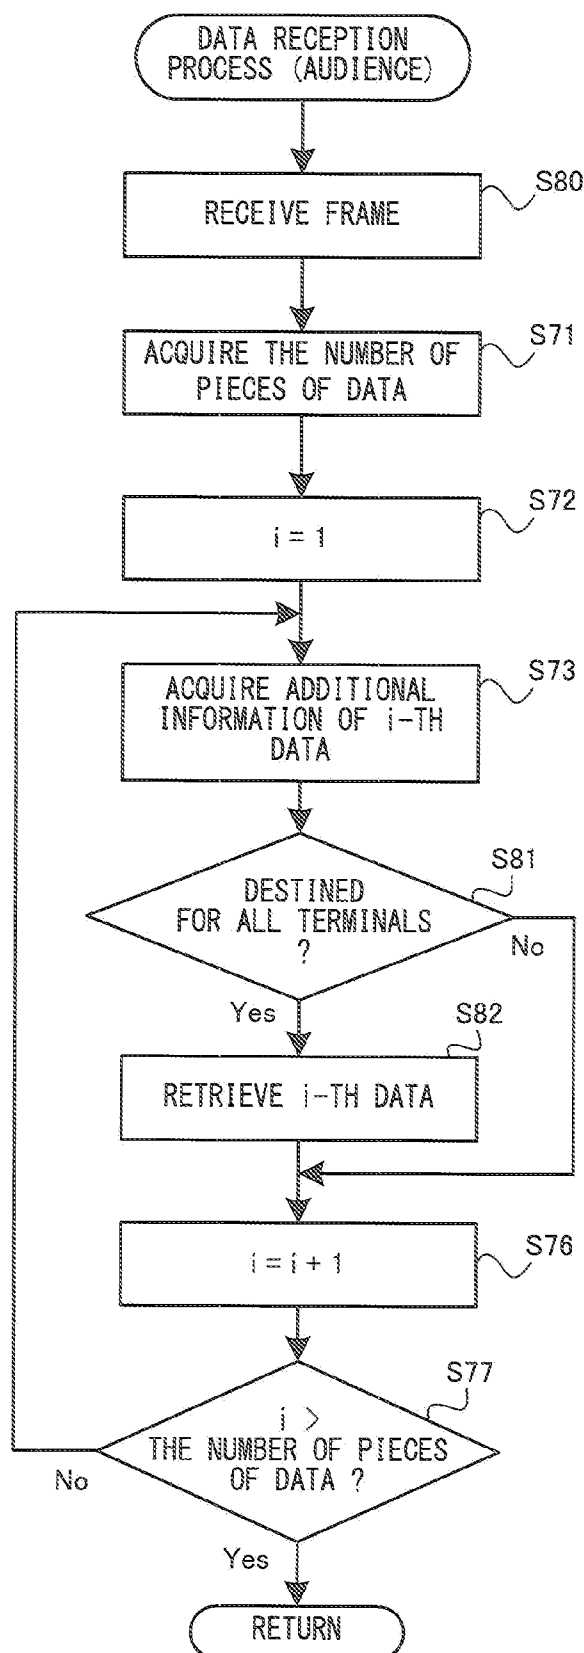 DATA RECEPTION
PROCESS (AUDIENCE)
S80
RECEIVE FRAME
S71
ACQUIRE THE NUMBER OF
PIECES OF DATA
S72
i = 1
S73
ACQUIRE ADDITIONAL
INFORMATION OF i-TH
DATA
S81
DESTINED
FOR ALL TERMINALS
?
No
Yes
S82
RETRIEVE i-TH DATA
S76
i = i + 1
S77
i >
THE NUMBER OF PIECES
OF DATA ?
No
Yes
RETURN